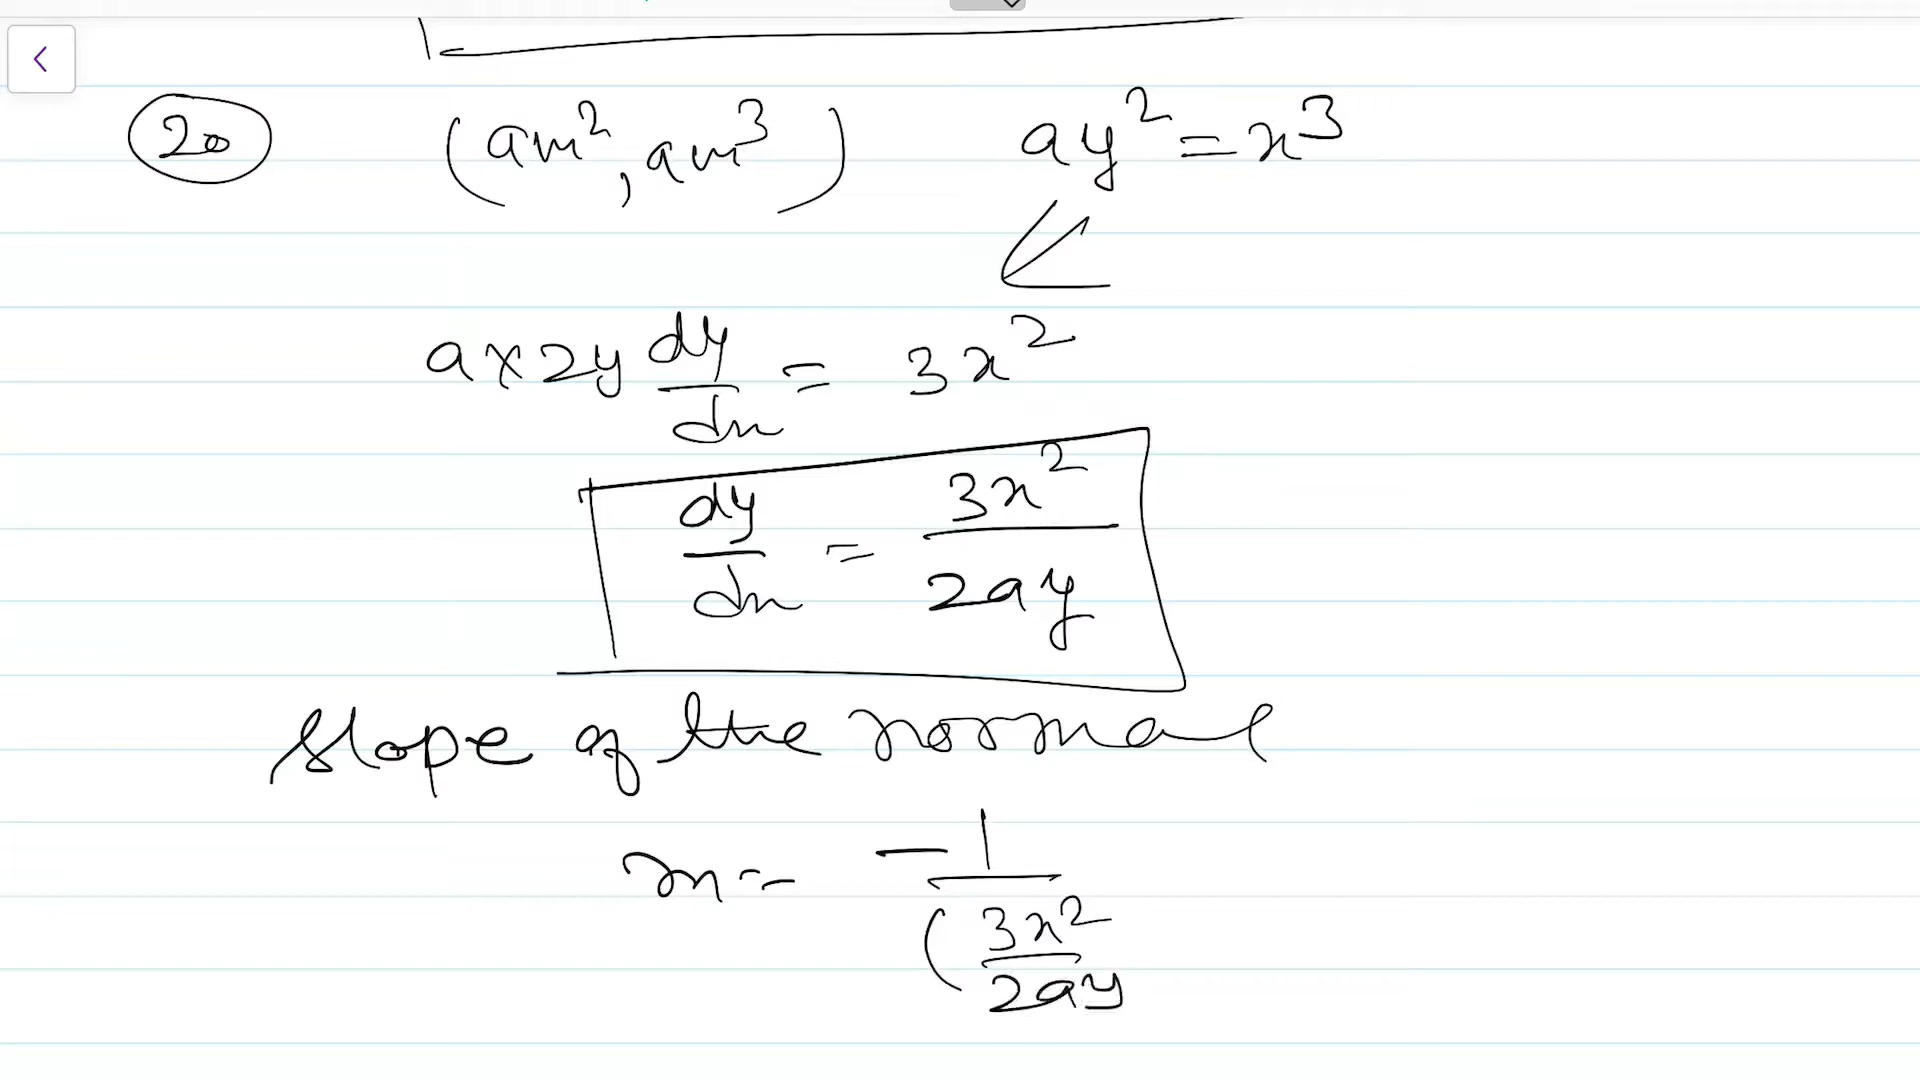 20 (am², am³) ay² = x³
a × 2y dy/dx = 3x²
dy/dx = 3x²/2ay
slope of the normal
m = -1/(3x²/2ay